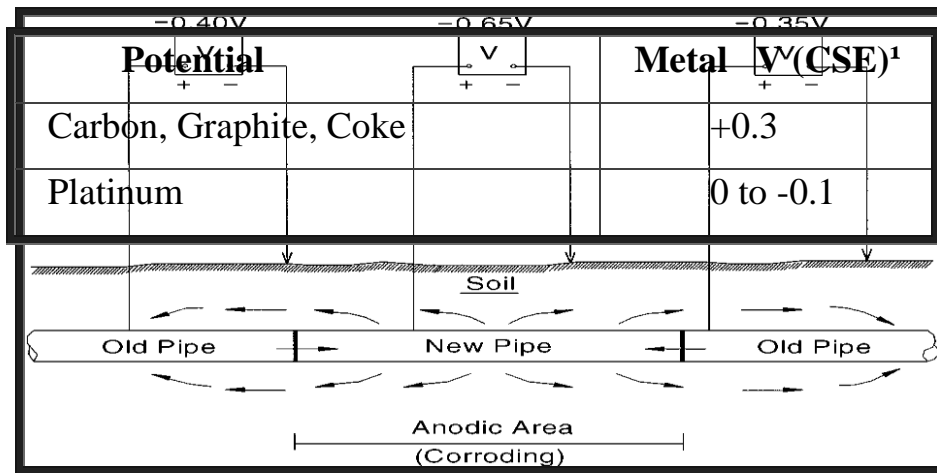 -0.40V -0.65V -0.35V
Potential Metal V (CSE)¹
V V V
+ - + - + -
Carbon, Graphite, Coke +0.3
Platinum 0 to -0.1
Soil
Old Pipe New Pipe Old Pipe
Anodic Area
(Corroding)